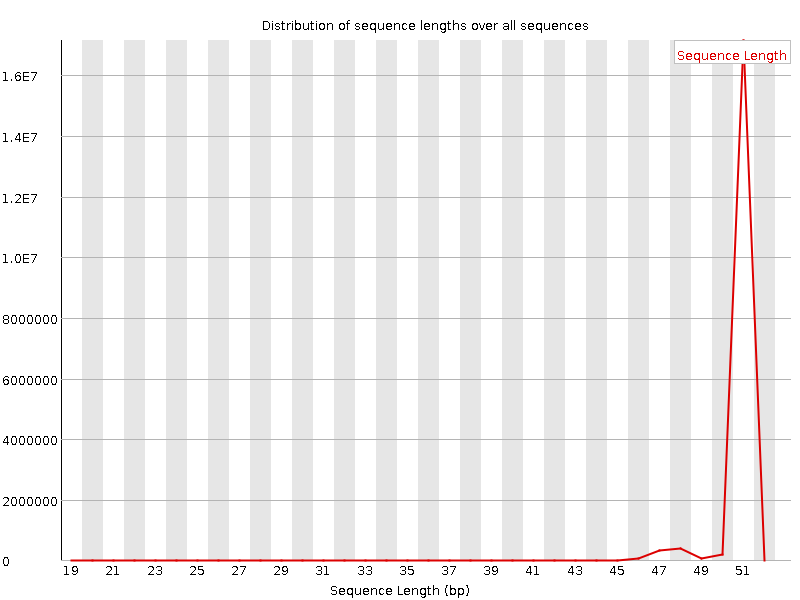 Distribution of sequence lengths over all sequences
Sequence Length
1.6E7
1.4E7
1.2E7
1.0E7
8000000
6000000
4000000
2000000
0
19 21 23 25 27 29 31 33 35 37 39 41 43 45 47 49 51
Sequence Length (bp)